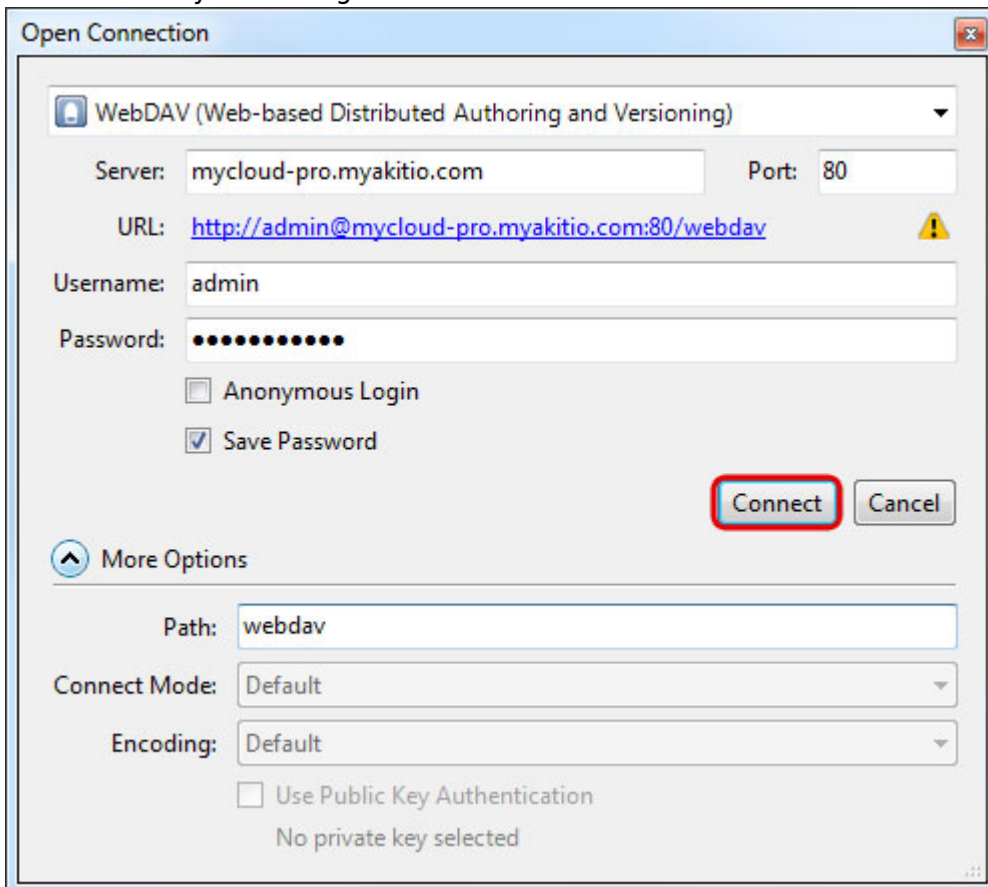 Open Connection
WebDAV (Web-based Distributed Authoring and Versioning)
Server: mycloud-pro.myakitio.com Port: 80
URL: http://admin@mycloud-pro.myakitio.com:80/webdav
Username: admin
Password: •••••••••••
Anonymous Login
Save Password
Connect Cancel
More Options
Path: webdav
Connect Mode: Default
Encoding: Default
Use Public Key Authentication
No private key selected